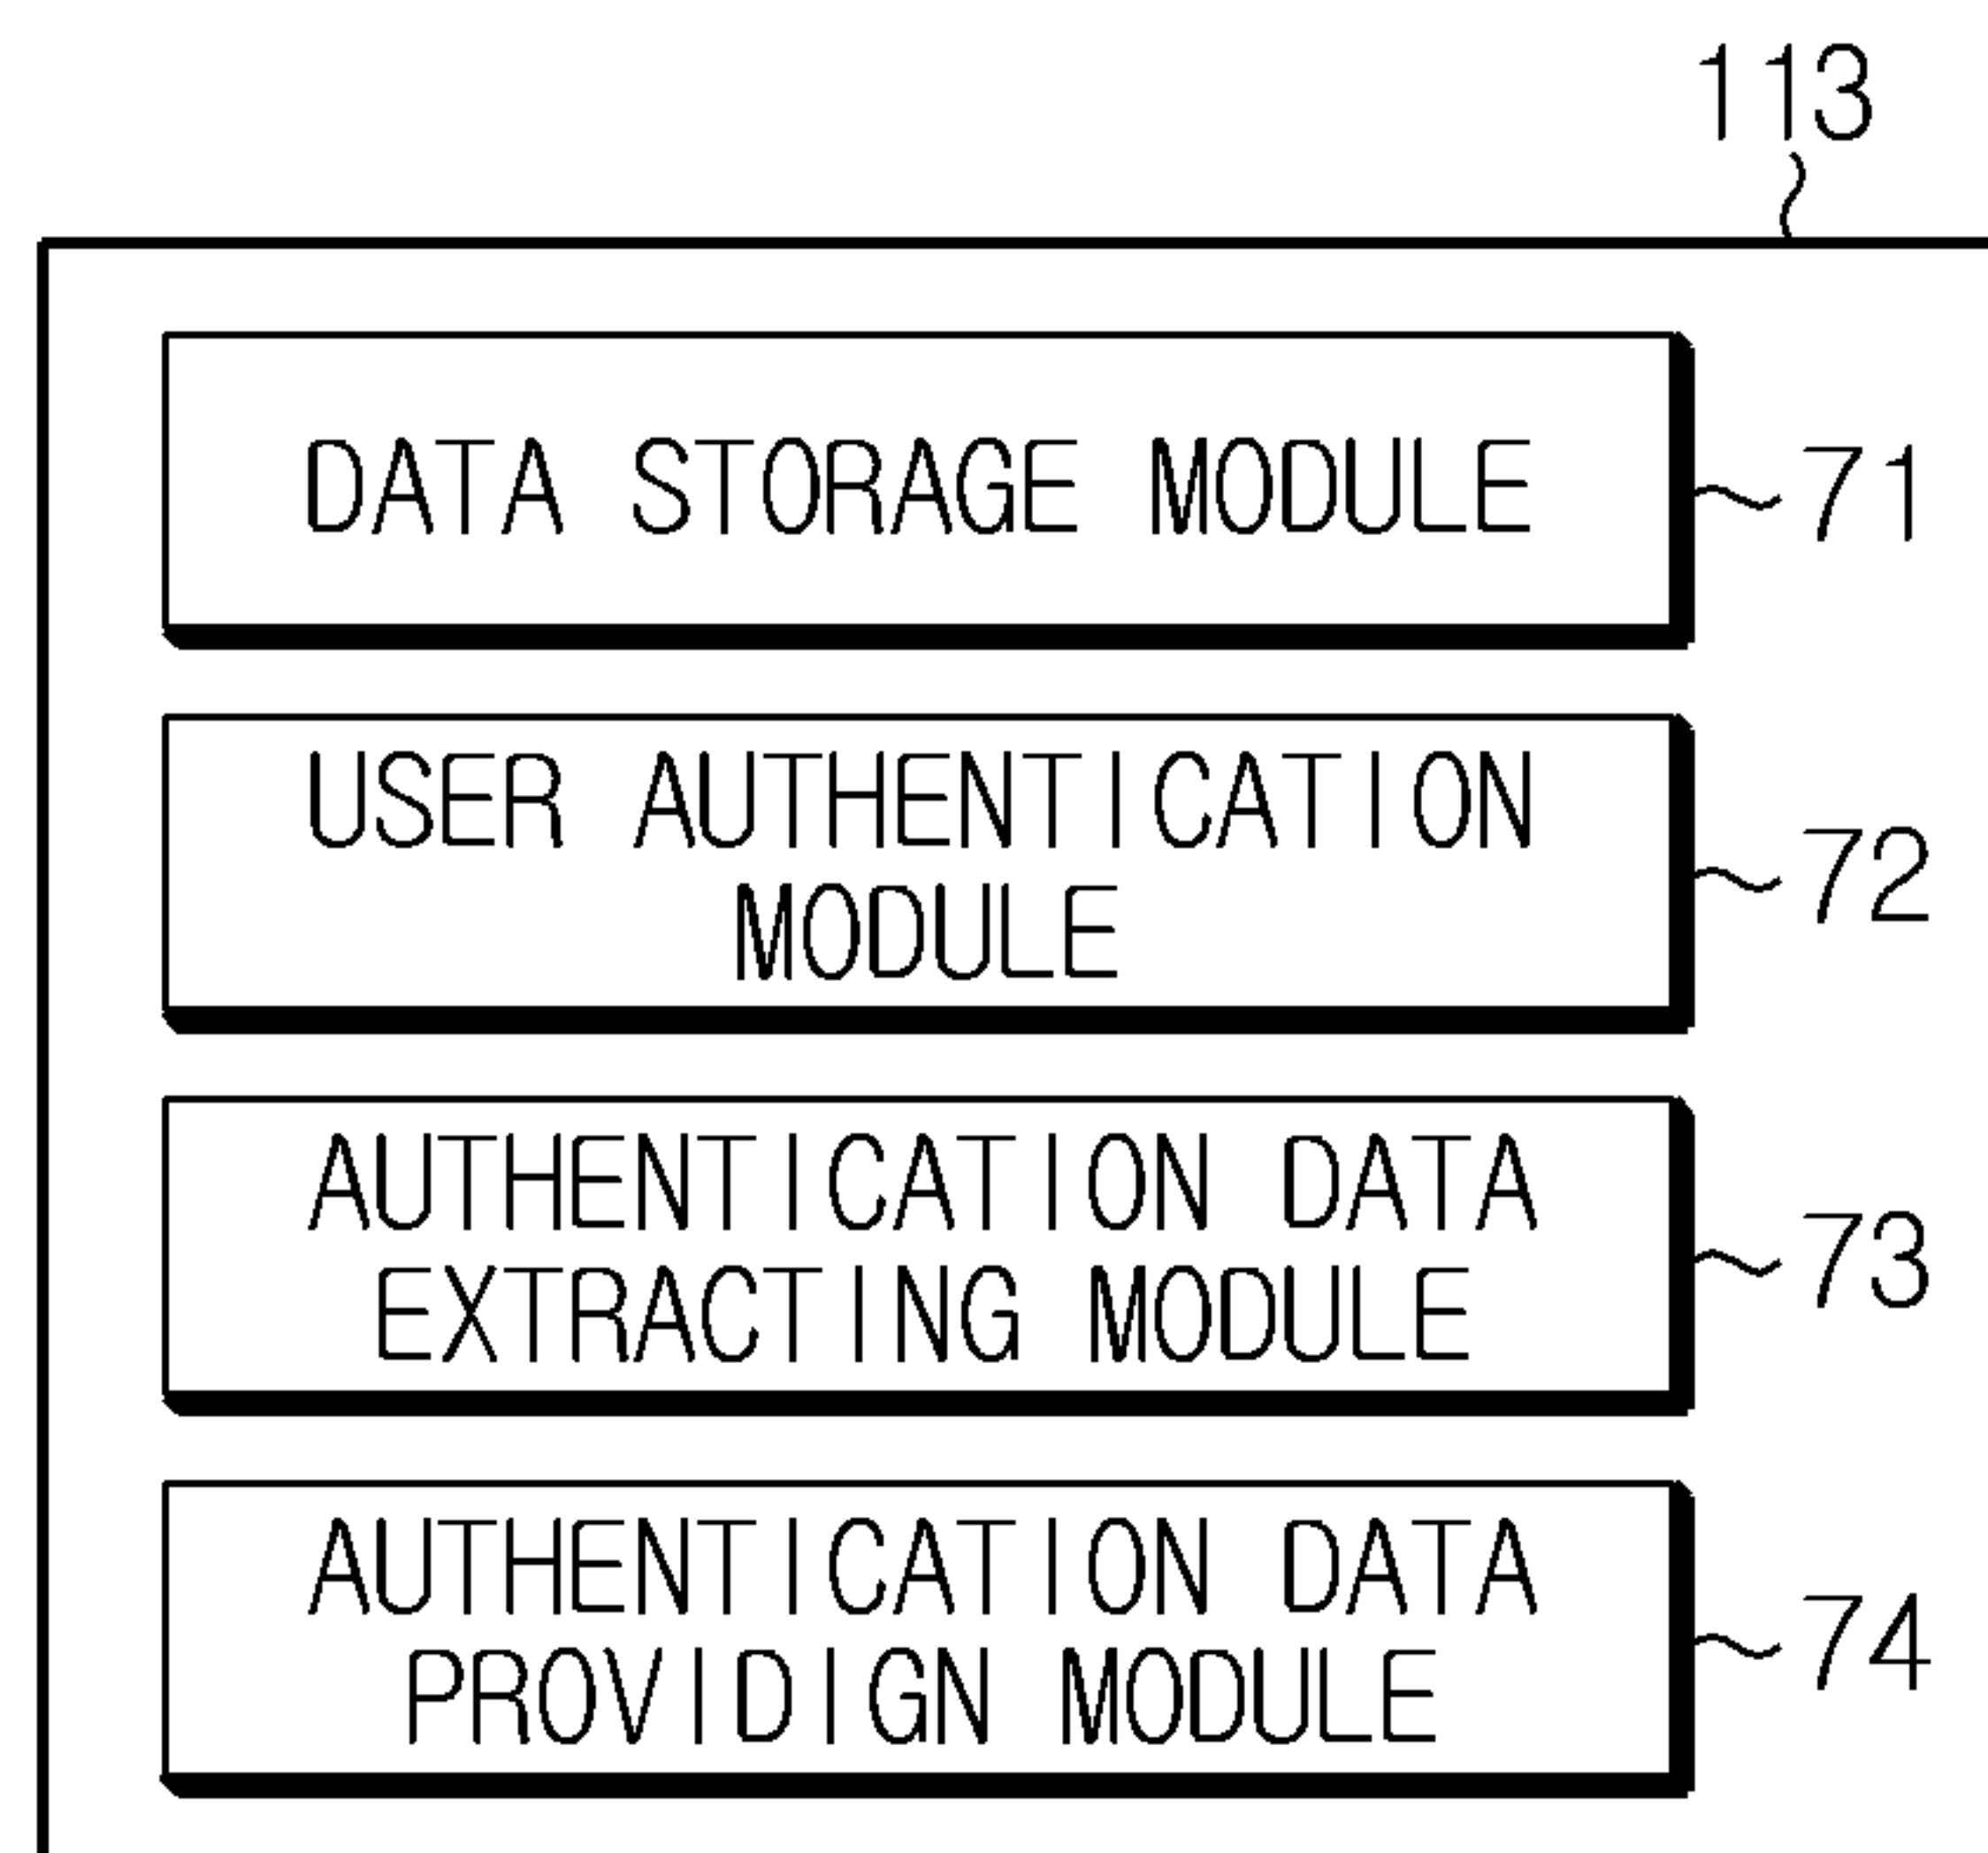 113
DATA STORAGE MODULE
71
USER AUTHENTICATION
MODULE
72
AUTHENTICATION DATA
EXTRACTING MODULE
73
AUTHENTICATION DATA
PROVIDIGN MODULE
74